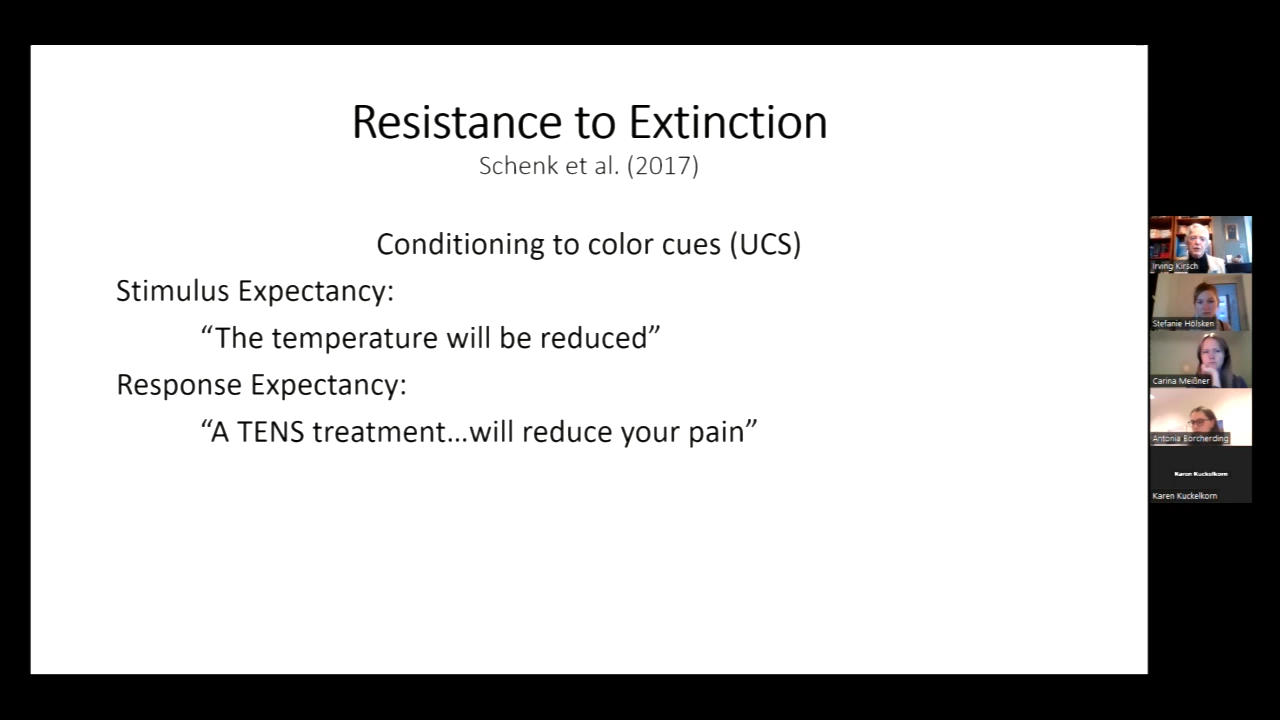 Resistance to Extinction
Schenk et al. (2017)
Conditioning to color cues (UCS)
Stimulus Expectancy:
“The temperature will be reduced”
Response Expectancy:
“A TENS treatment...will reduce your pain”
Irving Kirsch
Stefanie Hölsken
Carina Meißner
Antonia Borcherding
Karen Kuckelkorn
Karen Kuckelkorn